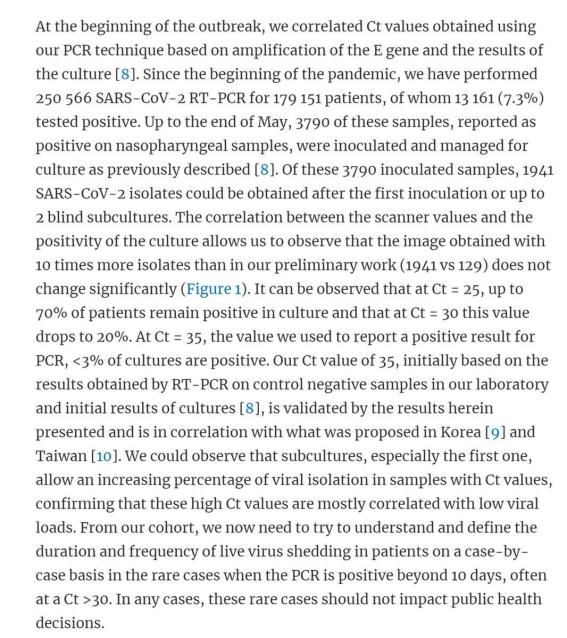 At the beginning of the outbreak, we correlated Ct values obtained using
our PCR technique based on amplification of the E gene and the results of
the culture [8]. Since the beginning of the pandemic, we have performed
250 566 SARS-CoV-2 RT-PCR for 179 151 patients, of whom 13 161 (7.3%)
tested positive. Up to the end of May, 3790 of these samples, reported as
positive on nasopharyngeal samples, were inoculated and managed for
culture as previously described [8]. Of these 3790 inoculated samples, 1941
SARS-CoV-2 isolates could be obtained after the first inoculation or up to
2 blind subcultures. The correlation between the scanner values and the
positivity of the culture allows us to observe that the image obtained with
10 times more isolates than in our preliminary work (1941 vs 129) does not
change significantly (Figure 1). It can be observed that at Ct = 25, up to
70% of patients remain positive in culture and that at Ct = 30 this value
drops to 20%. At Ct = 35, the value we used to report a positive result for
PCR, <3% of cultures are positive. Our Ct value of 35, initially based on the
results obtained by RT-PCR on control negative samples in our laboratory
and initial results of cultures [8], is validated by the results herein
presented and is in correlation with what was proposed in Korea [9] and
Taiwan [10]. We could observe that subcultures, especially the first one,
allow an increasing percentage of viral isolation in samples with Ct values,
confirming that these high Ct values are mostly correlated with low viral
loads. From our cohort, we now need to try to understand and define the
duration and frequency of live virus shedding in patients on a case-by-
case basis in the rare cases when the PCR is positive beyond 10 days, often
at a Ct >30. In any cases, these rare cases should not impact public health
decisions.